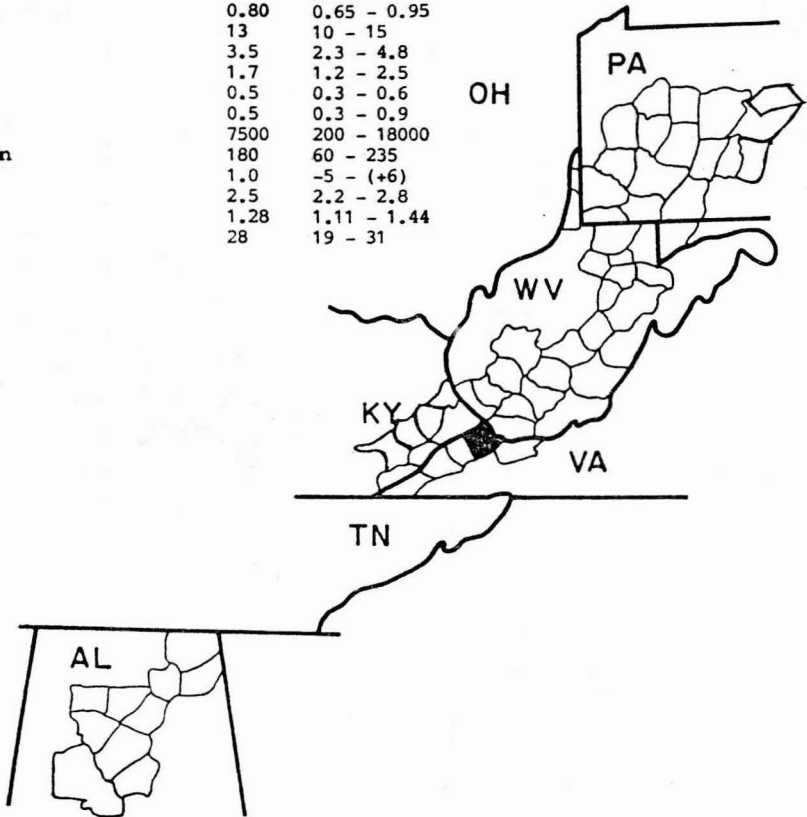 0.80 0.65 - 0.95
13 10 - 15
3.5 2.3 - 4.8
1.7 1.2 - 2.5
0.5 0.3 - 0.6
0.5 0.3 - 0.9
7500 200 - 18000
n 180 60 - 235
1.0 -5 - (+6)
2.5 2.2 - 2.8
1.28 1.11 - 1.44
28 19 - 31
OH
PA
WV
KY
VA
TN
AL